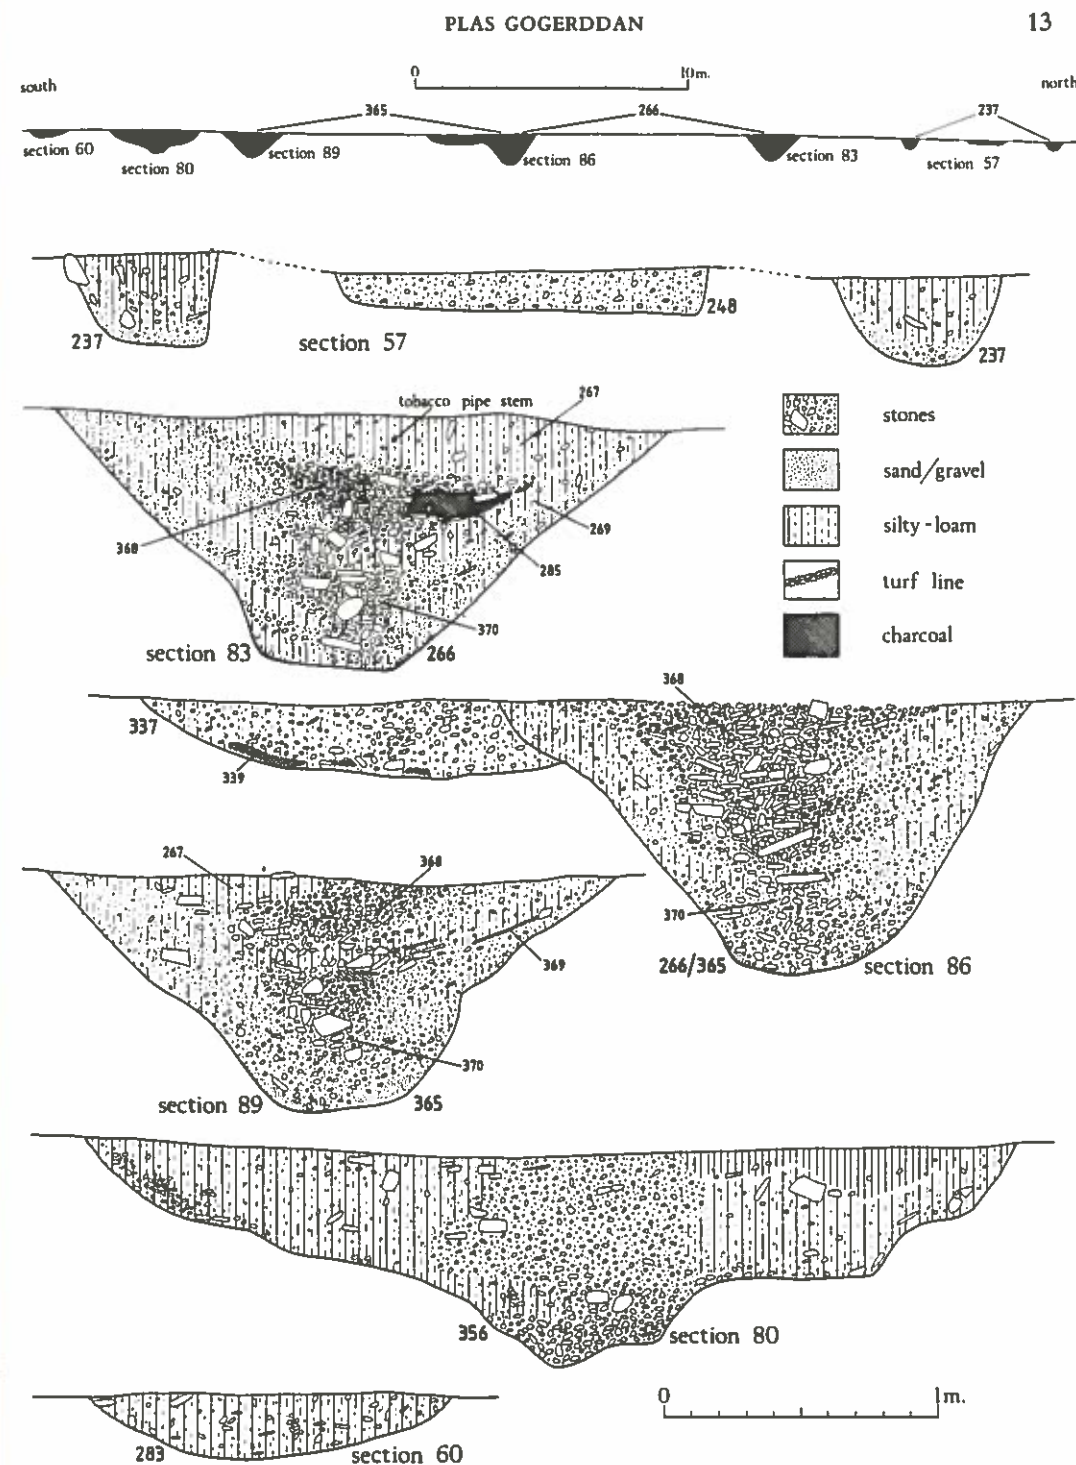 PLAS GOGERDDAN 13
0 10m.
south north
365 266 237
section 60 section 80 section 89 section 86 section 83 section 57
237 section 57 248 237
tobacco pipe stem 267
368 269
285
370
section 83 266
stones
sand/gravel
silty-loam
turf line
charcoal
368
337
339
370
266/365 section 86
267 368
369
370
section 89 365
356 section 80
0 1m.
283 section 60